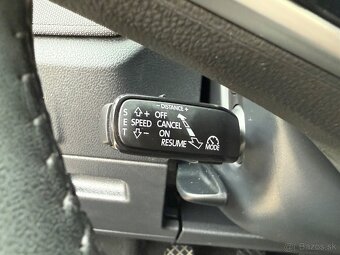 - DISTANCE +
S + OFF
E SPEED CANCEL
T - ON
RESUME MODE
Bazos.sk